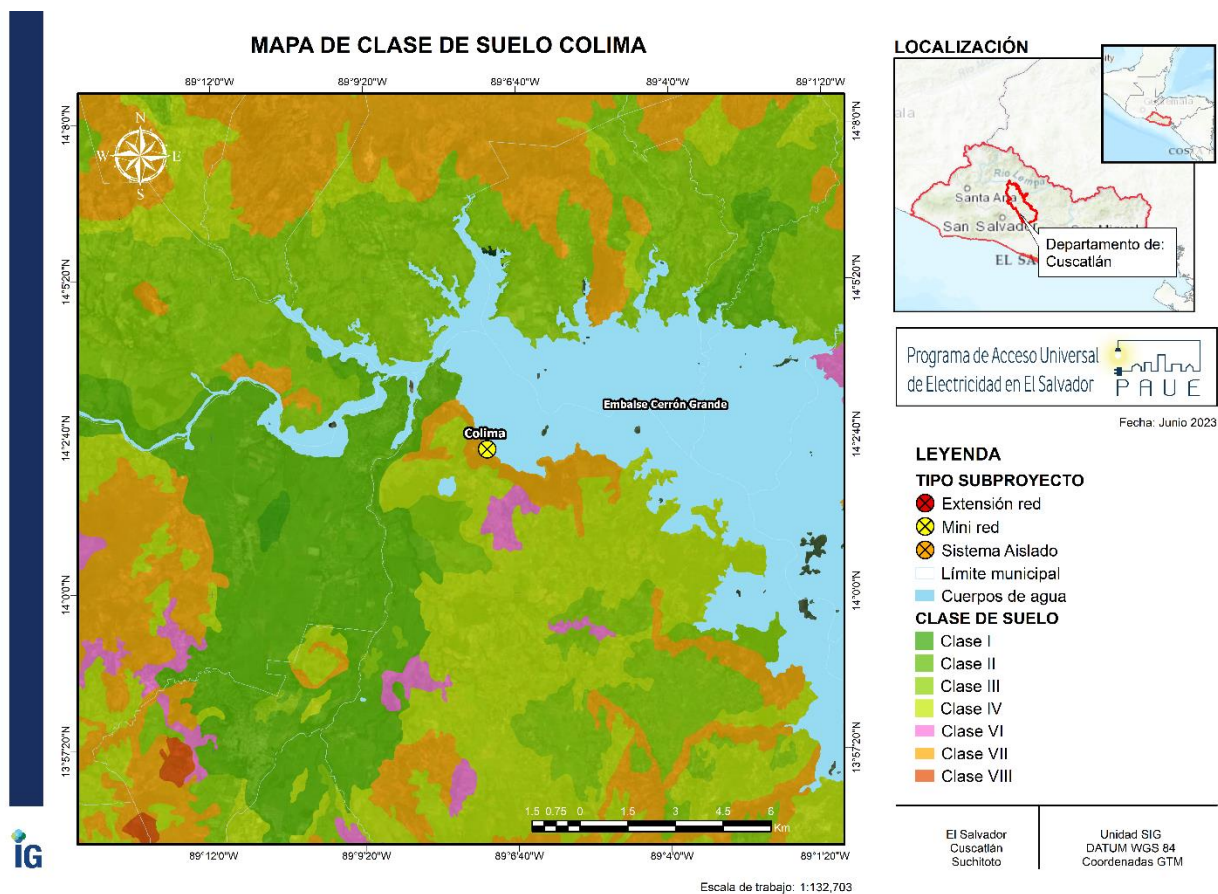 MAPA DE CLASE DE SUELO COLIMA
89°12'0"W 89°9'20"W 89°6'40"W 89°4'0"W 89°1'20"W
14°8'0"N 14°8'0"N
N
W E
S
14°5'20"N 14°5'20"N
Embalse Cerrón Grande
Colima
14°2'40"N 14°2'40"N
14°0'0"N 14°0'0"N
13°57'20"N 13°57'20"N
1.5 0.75 0 1.5 3 4.5 6
Km
89°12'0"W 89°9'20"W 89°6'40"W 89°4'0"W 89°1'20"W
Escala de trabajo: 1:132,703
IG
LOCALIZACIÓN
Guatemala
Río Lempa
Santa Ana
San Salvador
Departamento de:
Cuscatlán
Programa de Acceso Universal
de Electricidad en El Salvador
PAUE
Fecha: Junio 2023
LEYENDA
TIPO SUBPROYECTO
Extensión red
Mini red
Sistema Aislado
Límite municipal
Cuerpos de agua
CLASE DE SUELO
Clase I
Clase II
Clase III
Clase IV
Clase VI
Clase VII
Clase VIII
El Salvador
Cuscatlán
Suchitoto
Unidad SIG
DATUM WGS 84
Coordenadas GTM